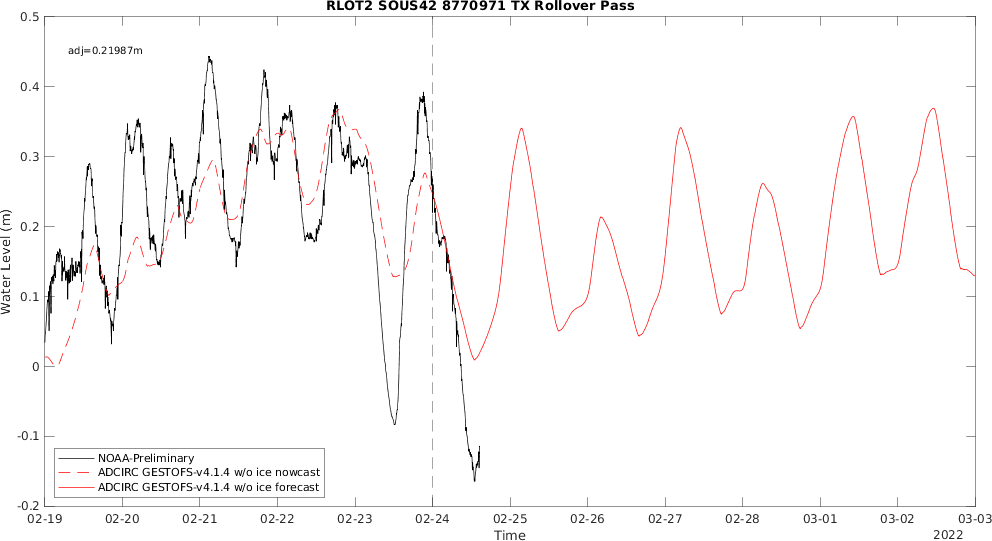 RLOT2 SOUS42 8770971 TX Rollover Pass
adj=0.21987m
0.5
0.4
0.3
0.2
0.1
0
-0.1
-0.2
Water Level (m)
NOAA-Preliminary
ADCIRC GESTOFS-v4.1.4 w/o ice nowcast
ADCIRC GESTOFS-v4.1.4 w/o ice forecast
02-19 02-20 02-21 02-22 02-23 02-24 02-25 02-26 02-27 02-28 03-01 03-02 03-03
Time
2022